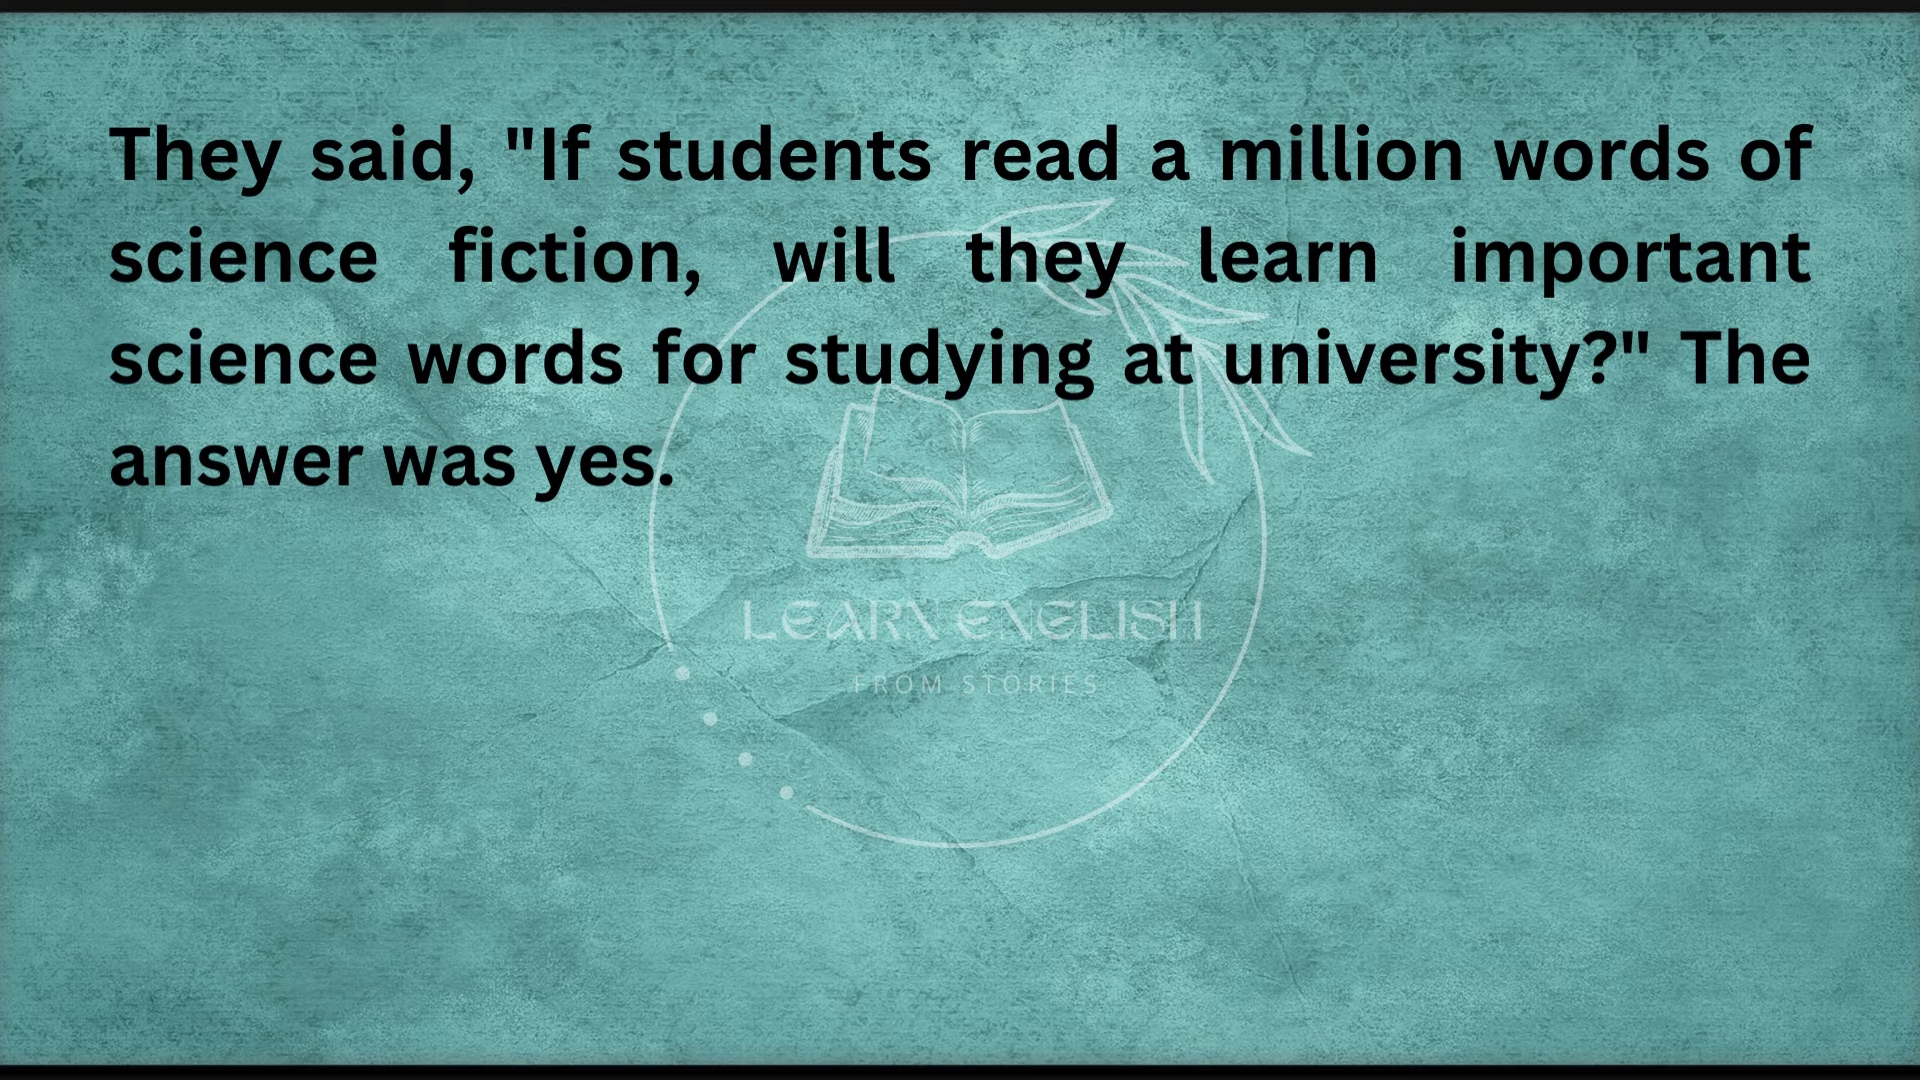 They said, "If students read a million words of
science fiction, will they learn important
science words for studying at university?" The
answer was yes.
LEARN ENGLISH
FROM STORIES